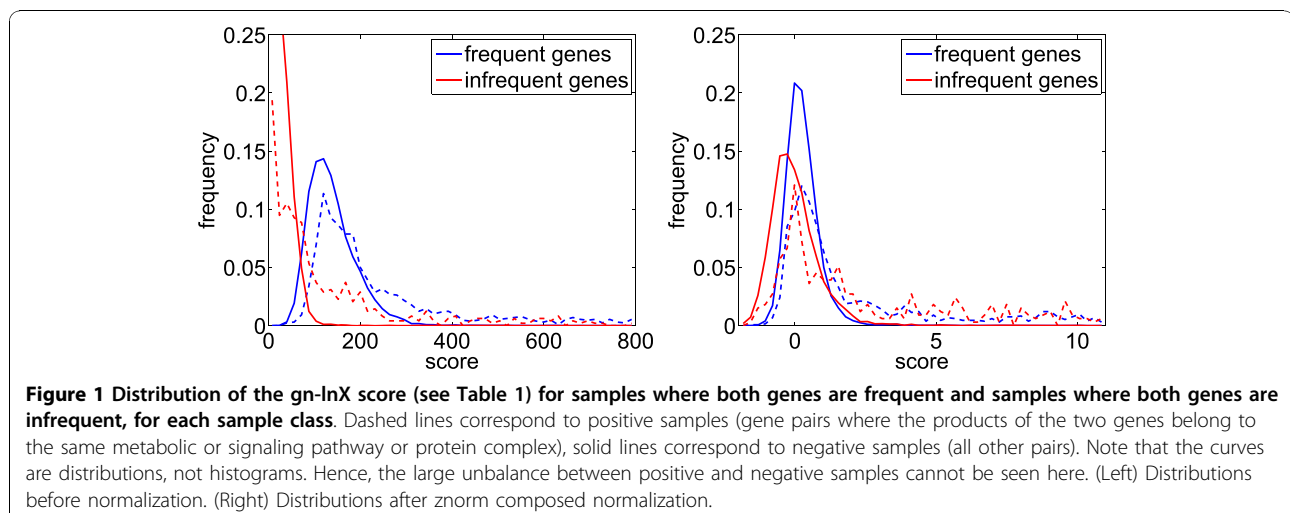 0.25
0.2
0.15
0.1
0.05
0
frequency
0 200 400 600 800
score
frequent genes
infrequent genes
0.25
0.2
0.15
0.1
0.05
0
frequency
0 5 10
score
frequent genes
infrequent genes
Figure 1 Distribution of the gn-lnX score (see Table 1) for samples where both genes are frequent and samples where both genes are
infrequent, for each sample class. Dashed lines correspond to positive samples (gene pairs where the products of the two genes belong to
the same metabolic or signaling pathway or protein complex), solid lines correspond to negative samples (all other pairs). Note that the curves
are distributions, not histograms. Hence, the large unbalance between positive and negative samples cannot be seen here. (Left) Distributions
before normalization. (Right) Distributions after znorm composed normalization.